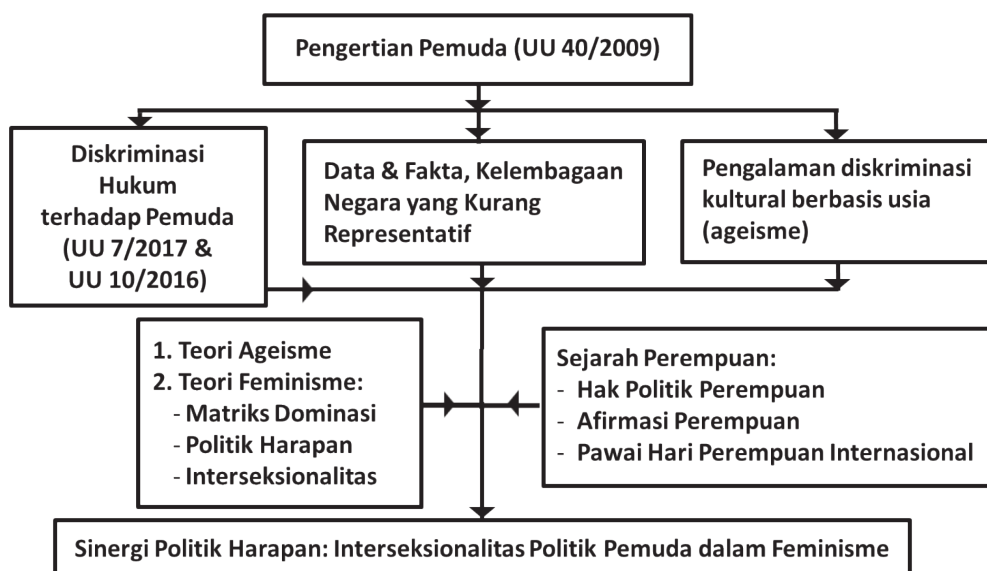 Pengertian Pemuda (UU 40/2009)
Diskriminasi
Hukum
terhadap Pemuda
(UU 7/2017 &
UU 10/2016)
Data & Fakta, Kelembagaan
Negara yang Kurang
Representatif
Pengalaman diskriminasi
kultural berbasis usia
(ageisme)
1. Teori Ageisme
2. Teori Feminisme:
- Matriks Dominasi
- Politik Harapan
- Interseksionalitas
Sejarah Perempuan:
- Hak Politik Perempuan
- Afirmasi Perempuan
- Pawai Hari Perempuan Internasional
Sinergi Politik Harapan: Interseksionalitas Politik Pemuda dalam Feminisme